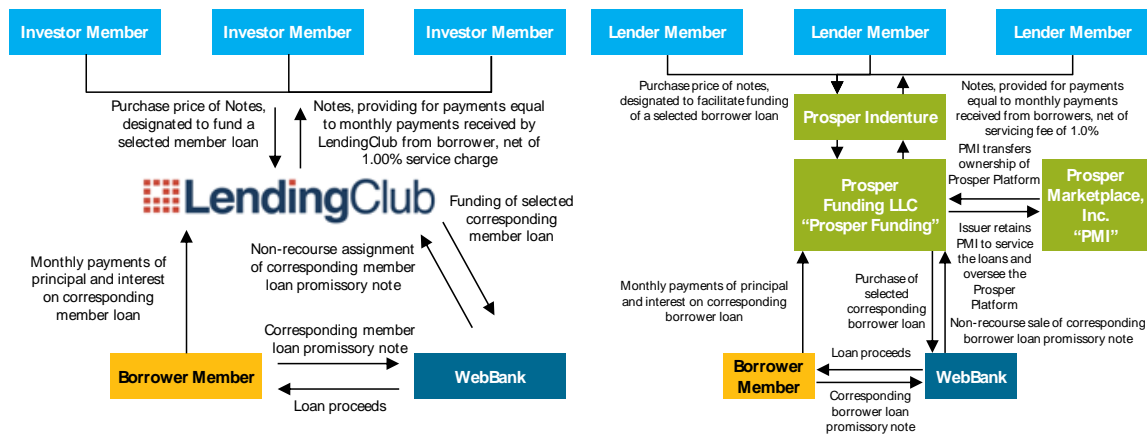 Investor Member
Investor Member
Investor Member
Purchase price of Notes,
designated to fund a
selected member loan
Notes, providing for payments equal
to monthly payments received by
LendingClub from borrower, net of
1.00% service charge
LendingClub
Funding of selected
corresponding
member loan
Non-recourse assignment
of corresponding member
loan promissory note
Monthly payments of
principal and interest
on corresponding
member loan
Corresponding member
loan promissory note
Borrower Member
WebBank
Loan proceeds
Lender Member
Lender Member
Lender Member
Purchase price of notes,
designated to facilitate funding
of a selected borrower loan
Prosper Indenture
Notes, provided for payments
equal to monthly payments
received from borrowers, net of
servicing fee of 1.0%
PMI transfers
ownership of
Prosper Platform
Prosper
Funding LLC
“Prosper Funding”
Prosper
Marketplace,
Inc.
“PMI”
Issuer retains
PMI to service
the loans and
oversee the
Prosper
Platform
Monthly payments of principal
and interest on corresponding
borrower loan
Purchase of
selected
corresponding
borrower loan
Non-recourse sale of corresponding
borrower loan promissory note
Loan proceeds
Borrower
Member
WebBank
Corresponding
borrower loan
promissory note